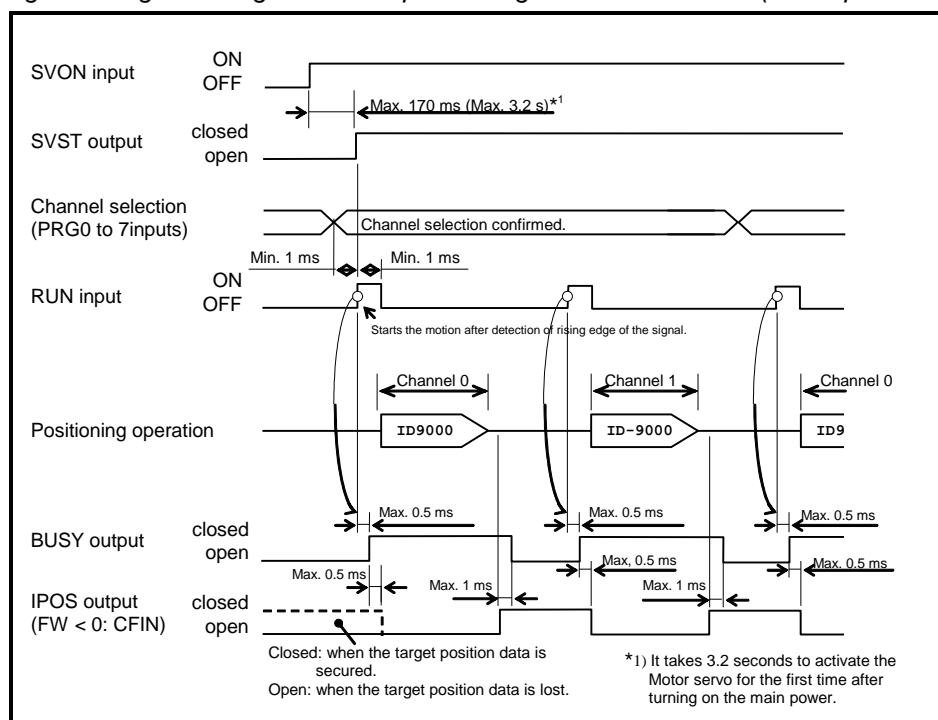 SVON input
ON
OFF
Max. 170 ms (Max. 3.2 s)*1
SVST output
closed
open
Channel selection
(PRG0 to 7inputs)
Channel selection confirmed.
Min. 1 ms
Min. 1 ms
RUN input
ON
OFF
Starts the motion after detection of rising edge of the signal.
Channel 0
Channel 1
Channel 0
Positioning operation
ID9000
ID-9000
ID9
Max. 0.5 ms
Max. 0.5 ms
Max. 0.5 ms
BUSY output
closed
open
Max. 0.5 ms
Max. 1 ms
Max, 0.5 ms
Max. 1 ms
Max. 0.5 ms
IPOS output
(FW < 0: CFIN)
closed
open
Closed: when the target position data is
secured.
Open: when the target position data is lost.
*1) It takes 3.2 seconds to activate the
Motor servo for the first time after
turning on the main power.